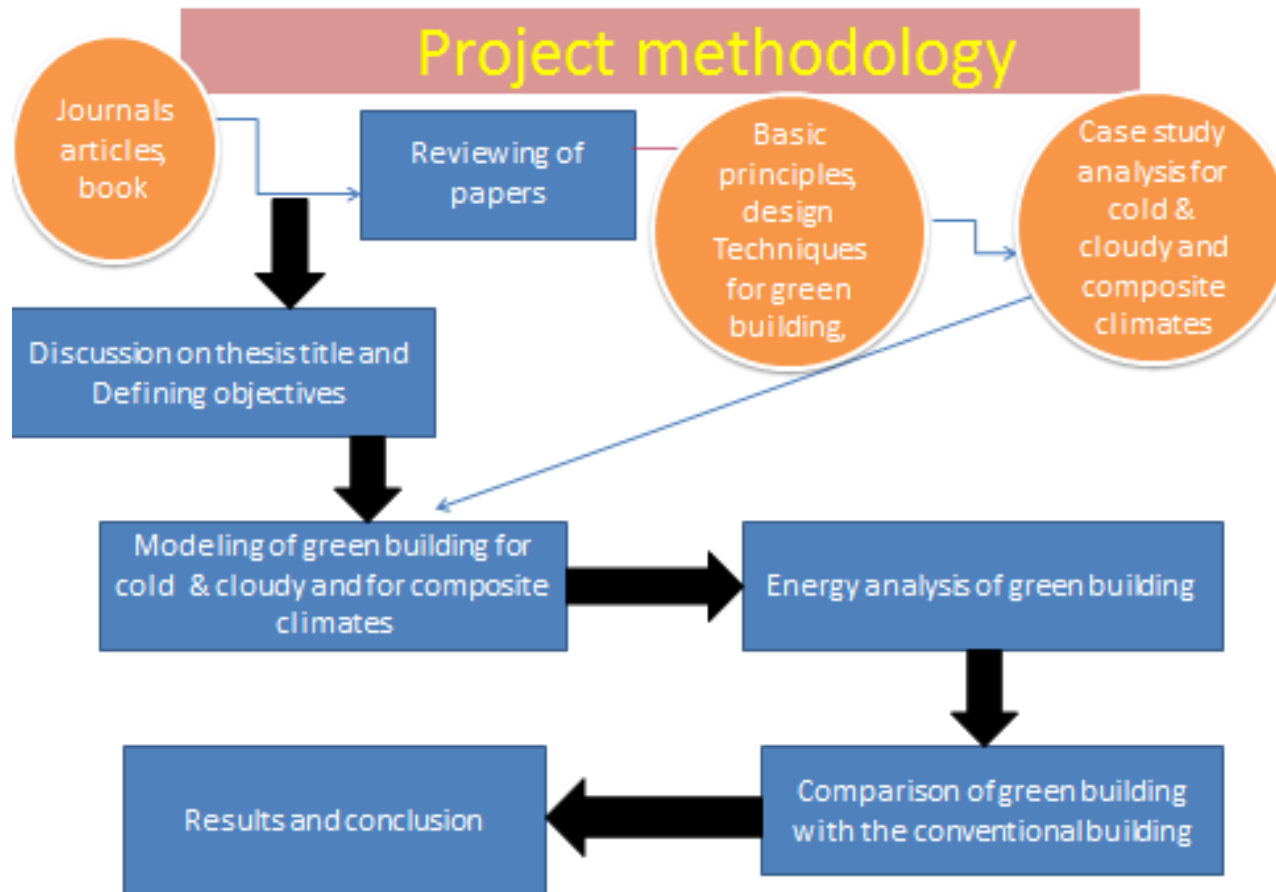 Project methodology
Journals
articles,
book
Reviewing of
papers
Basic
principles,
design
Techniques
for green
building,
Case study
analysis for
cold &
cloudy and
composite
climates
Discussion on thesis title and
Defining objectives
Modeling of green building for
cold & cloudy and for composite
climates
Energy analysis of green building
Comparison of green building
with the conventional building
Results and conclusion